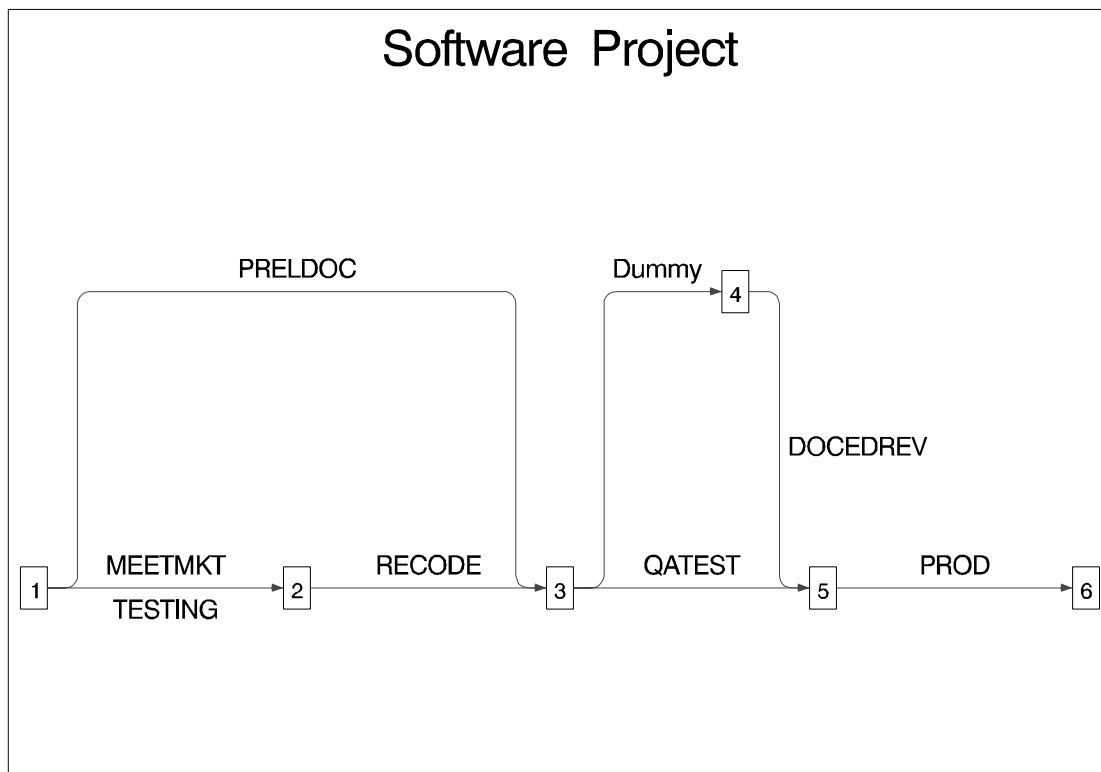 Software Project
PRELDOC
Dummy
4
DOCEDREV
MEETMKT
RECODE
QATEST
PROD
1
2
3
5
6
TESTING